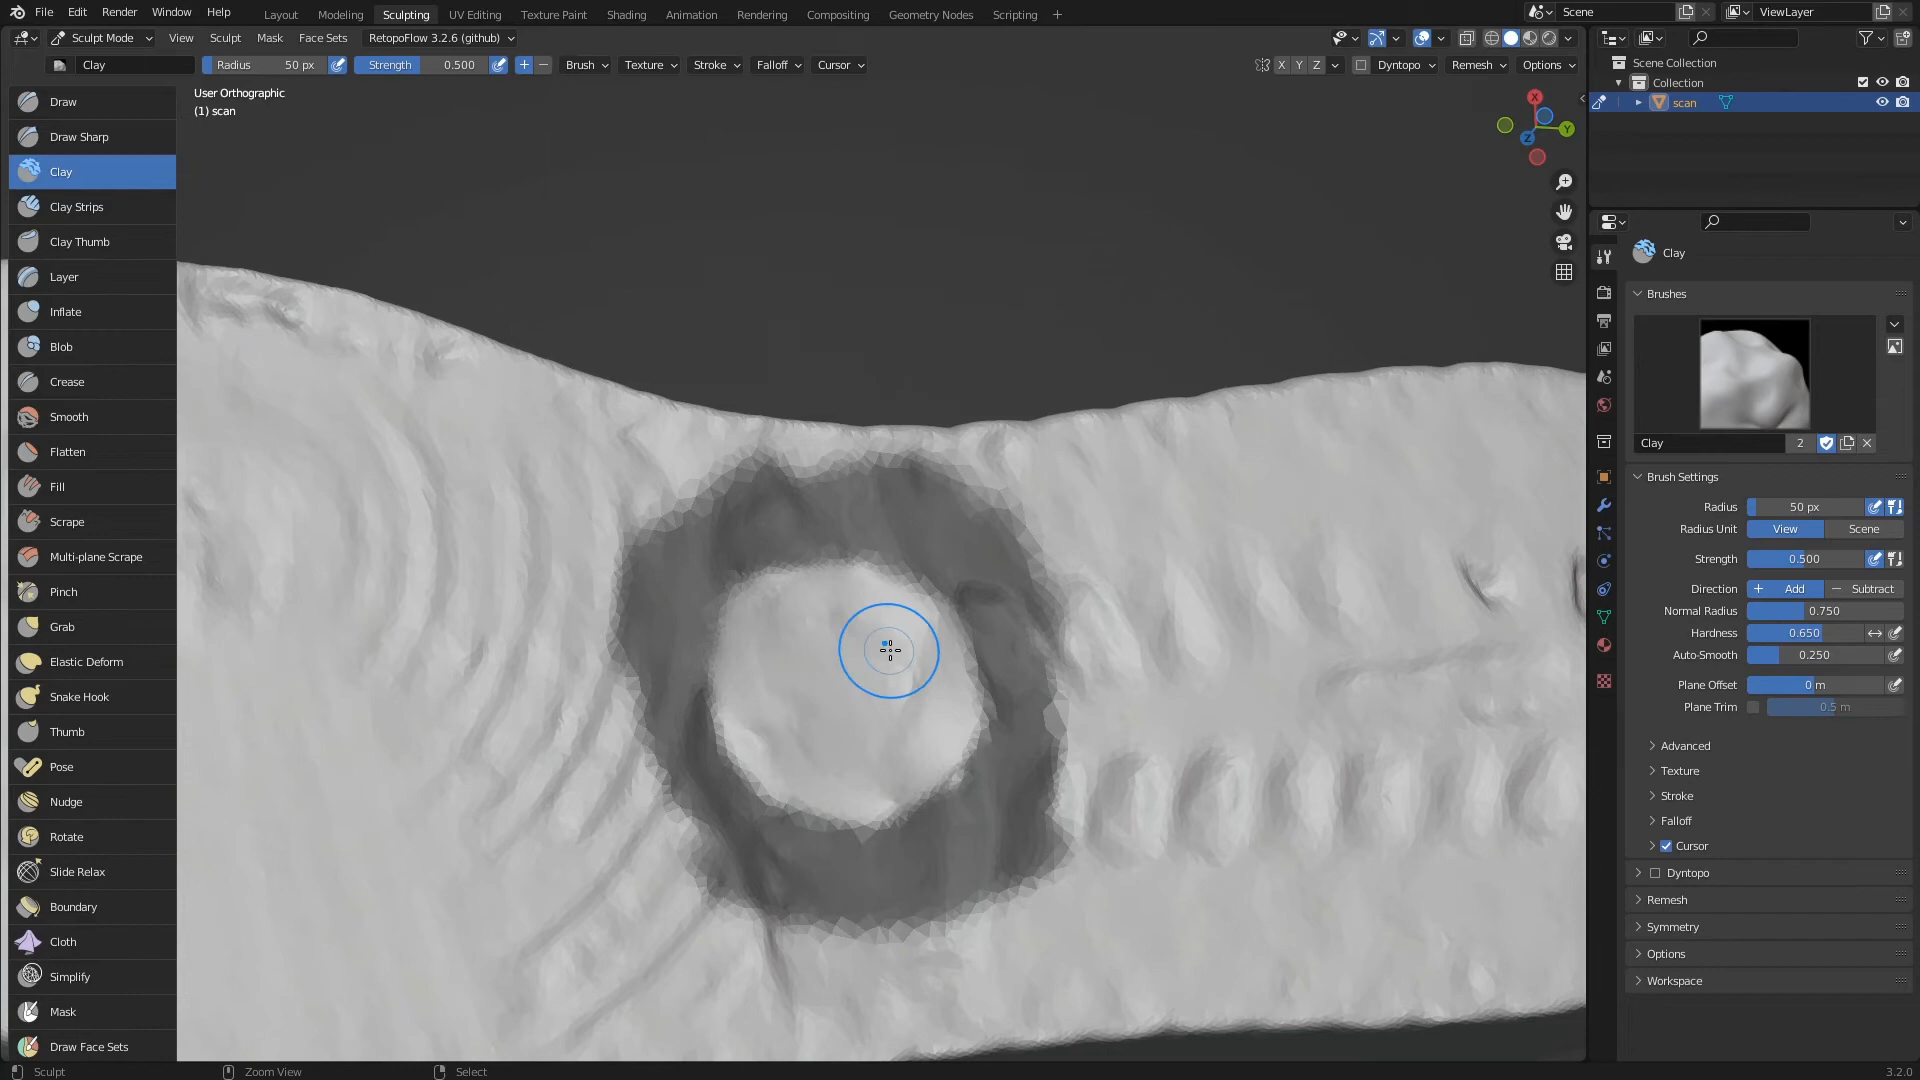 File Edit Render Window Help
Layout Modeling Sculpting UV Editing Texture Paint Shading Animation Rendering Compositing Geometry Nodes Scripting +
Scene
ViewLayer
Sculpt Mode View Sculpt Mask Face Sets RetopoFlow 3.2.6 (github)
Clay
Radius 50 px
Strength 0.500
Brush Texture Stroke Falloff Cursor
X Y Z
Dyntopo Remesh Options
User Orthographic
(1) scan
X
Y
Z
Draw
Draw Sharp
Clay
Clay Strips
Clay Thumb
Layer
Inflate
Blob
Crease
Smooth
Flatten
Fill
Scrape
Multi-plane Scrape
Pinch
Grab
Elastic Deform
Snake Hook
Thumb
Pose
Nudge
Rotate
Slide Relax
Boundary
Cloth
Simplify
Mask
Draw Face Sets
Scene Collection
Collection
scan
Clay
Brushes
Clay 2
Brush Settings
Radius 50 px
Radius Unit View Scene
Strength 0.500
Direction + Add − Subtract
Normal Radius 0.750
Hardness 0.650
Auto-Smooth 0.250
Plane Offset 0 m
Plane Trim 0.5 m
Advanced
Texture
Stroke
Falloff
Cursor
Dyntopo
Remesh
Symmetry
Options
Workspace
Sculpt
Zoom View
Select
3.2.0